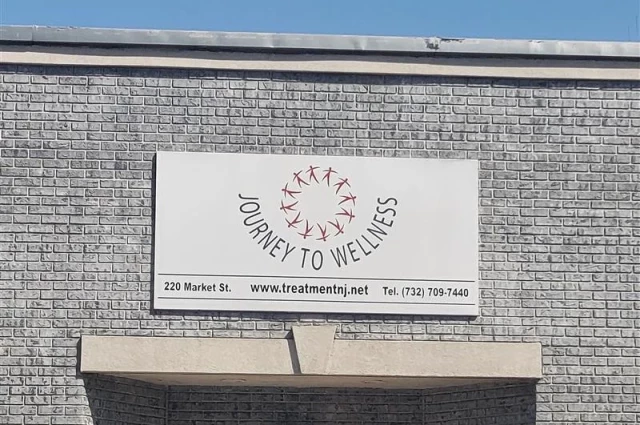 JOURNEY TO WELLNESS
220 Market St. www.treatmentnj.net Tel. (732) 709-7440